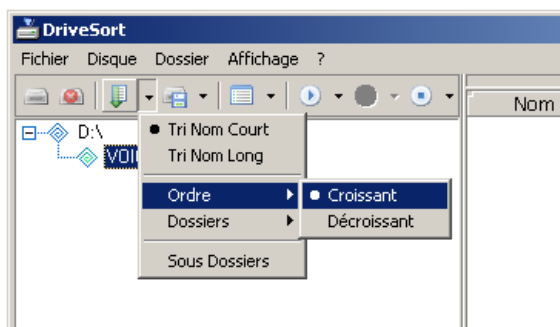 DriveSort
Fichier Disque Dossier Affichage ?
Nom
D:\
Tri Nom Court
Tri Nom Long
Ordre
Croissant
Dossiers
Décroissant
Sous Dossiers